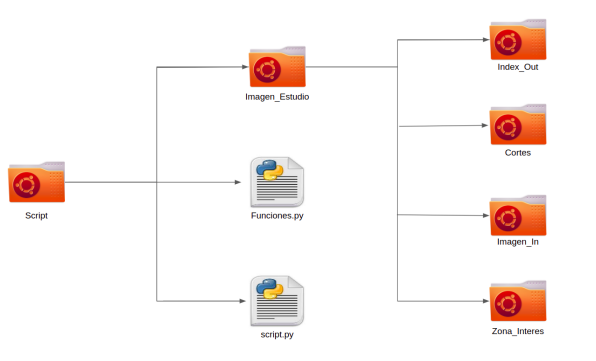 Script
Imagen_Estudio
Funciones.py
script.py
Index_Out
Cortes
Imagen_In
Zona_Interes